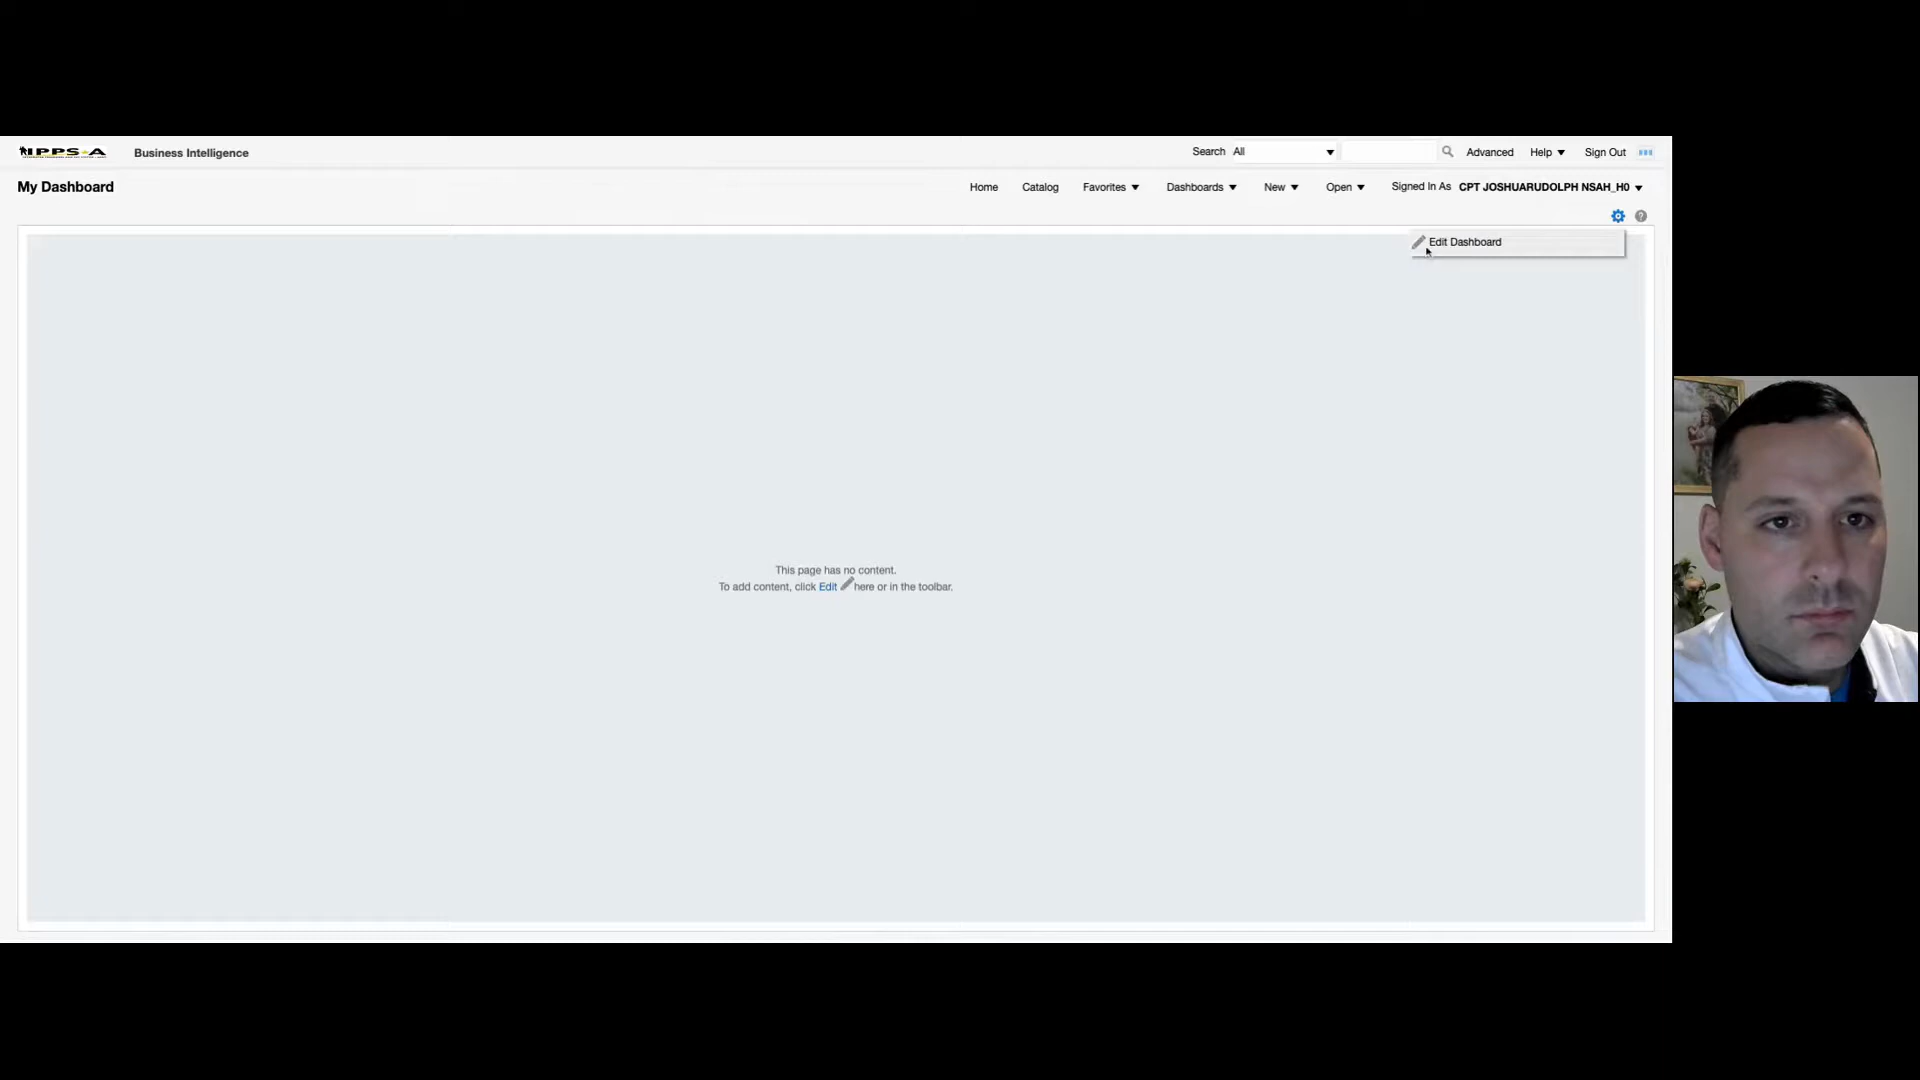 IPPS-A
Business Intelligence
Search All
Advanced
Help
Sign Out
My Dashboard
Home
Catalog
Favorites
Dashboards
New
Open
Signed In As CPT JOSHUARUDOLPH NSAH_H0
Edit Dashboard
This page has no content.
To add content, click Edit here or in the toolbar.